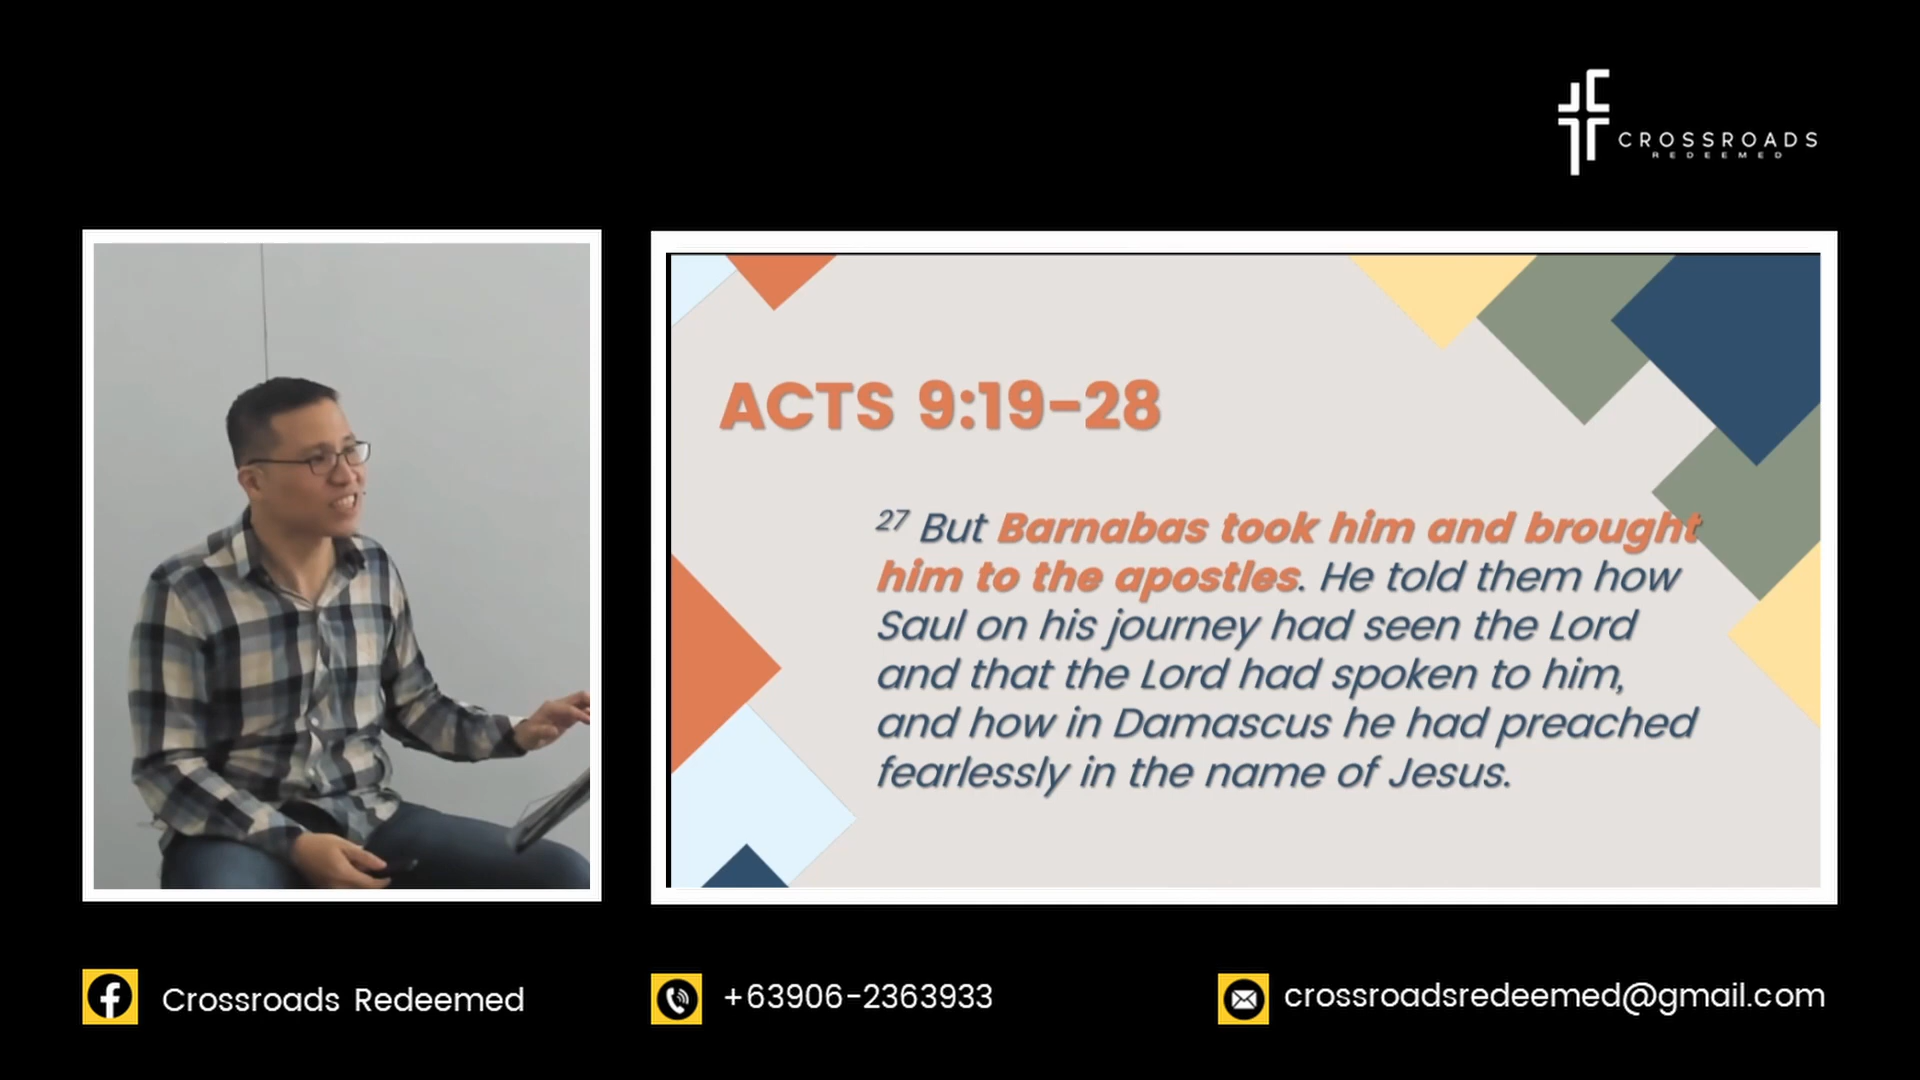 CROSSROADS
REDEEMED
ACTS 9:19-28
27 But Barnabas took him and brought
him to the apostles. He told them how
Saul on his journey had seen the Lord
and that the Lord had spoken to him,
and how in Damascus he had preached
fearlessly in the name of Jesus.
Crossroads Redeemed
+63906-2363933
crossroadsredeemed@gmail.com